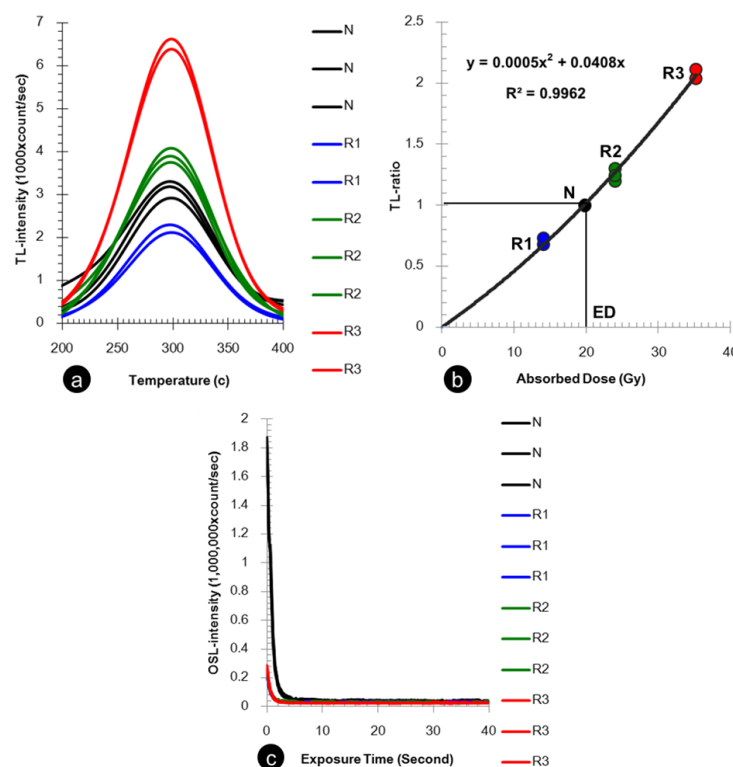 7
6
5
4
3
2
1
0
200
250
300
350
400
TL-intensity (1000xcount/sec)
Temperature (c)
a
N
N
N
R1
R1
R2
R2
R2
R3
R3
2.5
2
1.5
1
0.5
0
0
10
20
30
40
TL-ratio
Absorbed Dose (Gy)
y = 0.0005x² + 0.0408x
R² = 0.9962
R3
R2
N
R1
ED
b
2
1.8
1.6
1.4
1.2
1
0.8
0.6
0.4
0.2
0
0
10
20
30
40
OSL-intensity (1,000,000xcount/sec)
Exposure Time (Second)
c
N
N
N
R1
R1
R1
R2
R2
R2
R3
R3
R3